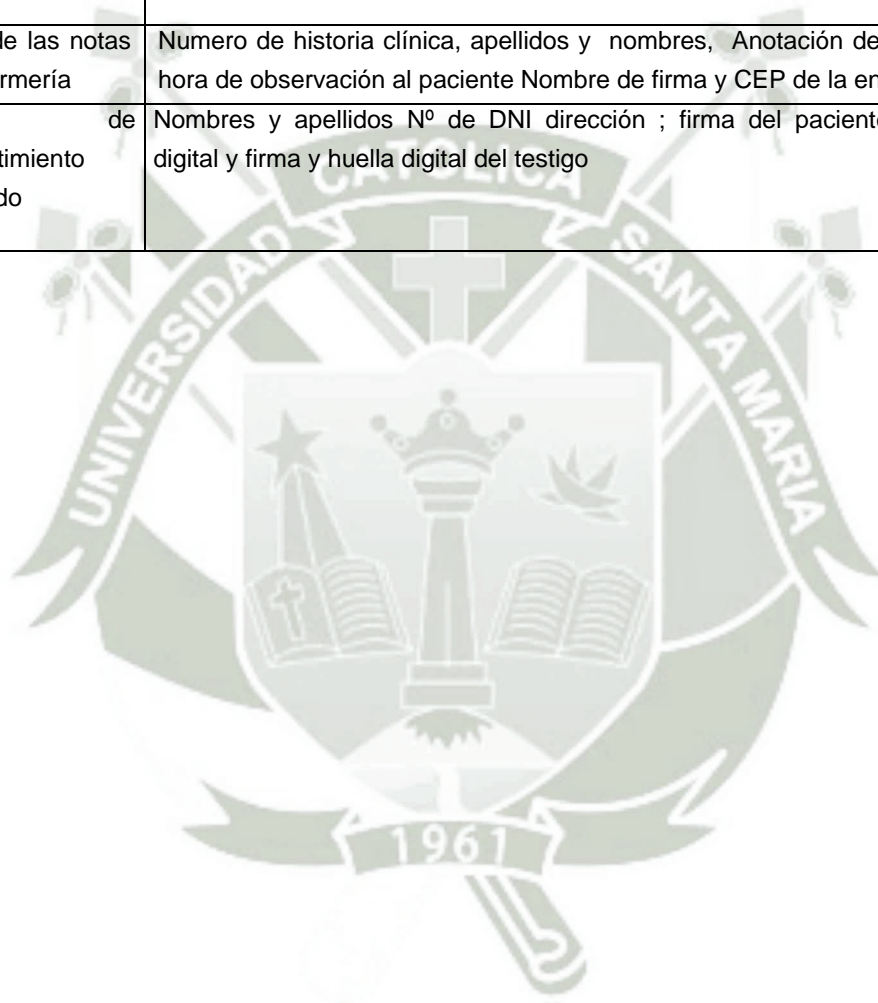 de las notas Numero de historia clínica, apellidos y nombres, Anotación de
rmería hora de observación al paciente Nombre de firma y CEP de la en
de Nombres y apellidos Nº de DNI dirección ; firma del paciente
timiento digital y firma y huella digital del testigo
do
UNIVERSIDAD CATOLICA SANTA MARIA
1961